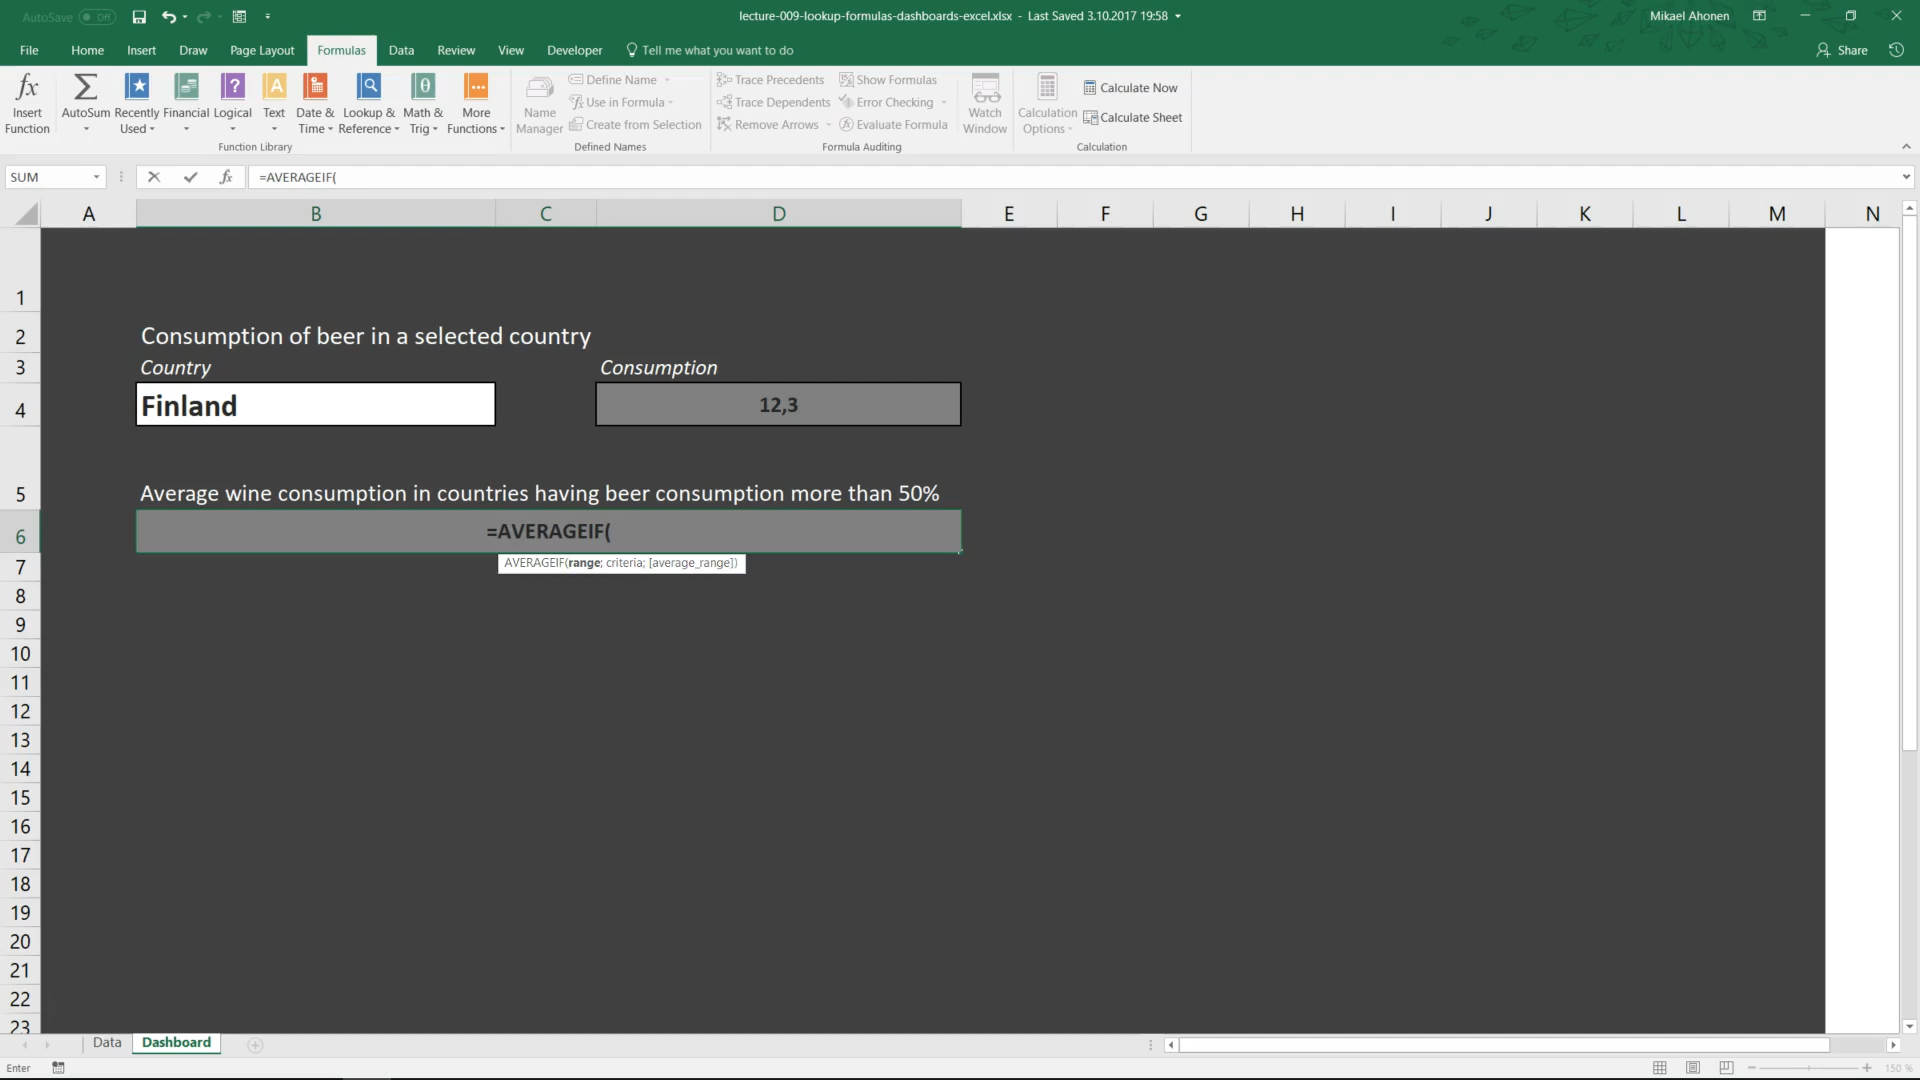 AutoSave Off
lecture-009-lookup-formulas-dashboards-excel.xlsx - Last Saved 3.10.2017 19:58
Mikael Ahonen
File Home Insert Draw Page Layout Formulas Data Review View Developer Tell me what you want to do Share
Insert Function
AutoSum
Recently Used
Financial
Logical
Text
Date & Time
Lookup & Reference
Math & Trig
More Functions
Function Library
Name Manager
Define Name
Use in Formula
Create from Selection
Defined Names
Trace Precedents
Trace Dependents
Remove Arrows
Show Formulas
Error Checking
Evaluate Formula
Formula Auditing
Watch Window
Calculation Options
Calculate Now
Calculate Sheet
Calculation
SUM fx =AVERAGEIF(
A B C D E F G H I J K L M N
1
2 Consumption of beer in a selected country
3 Country Consumption
4 Finland 12,3
5 Average wine consumption in countries having beer consumption more than 50%
6 =AVERAGEIF(
AVERAGEIF(range; criteria; [average_range])
7
8
9
10
11
12
13
14
15
16
17
18
19
20
21
22
23
Data Dashboard
Enter 150 %